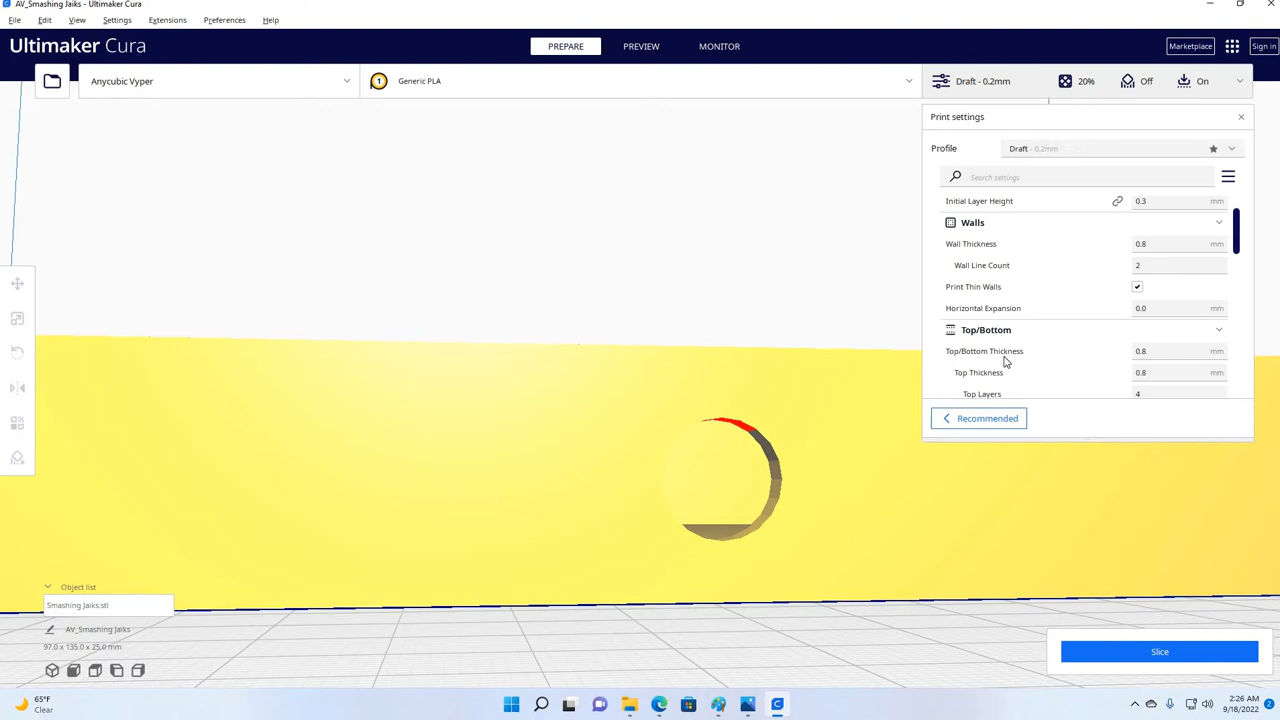 AV_Smashing Jaiks - Ultimaker Cura
File Edit View Settings Extensions Preferences Help
Ultimaker Cura PREPARE PREVIEW MONITOR Marketplace Sign in
Anycubic Vyper 1 Generic PLA Draft - 0.2mm 20% Off On
Print settings
Profile Draft - 0.2mm
Search settings
Initial Layer Height 0.3 mm
Walls
Wall Thickness 0.8 mm
Wall Line Count 2
Print Thin Walls
Horizontal Expansion 0.0 mm
Top/Bottom
Top/Bottom Thickness 0.8 mm
Top Thickness 0.8 mm
Top Layers 4
Recommended
Object list
Smashing Jaiks.stl
AV_Smashing Jaiks
97.0 x 135.0 x 25.0 mm
Slice
65°F
Clear
2:26 AM
9/18/2022
2